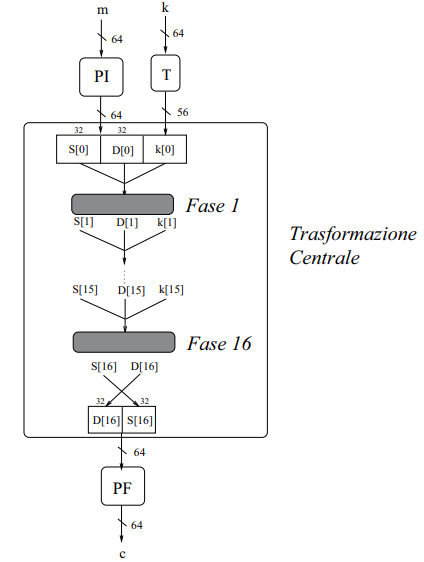 m k
64 64
PI T
64 56
32 32
S[0] D[0] k[0]
Fase 1
S[1] D[1] k[1]
Trasformazione
Centrale
S[15] D[15] k[15]
Fase 16
S[16] D[16]
32 32
D[16] S[16]
64
PF
64
c